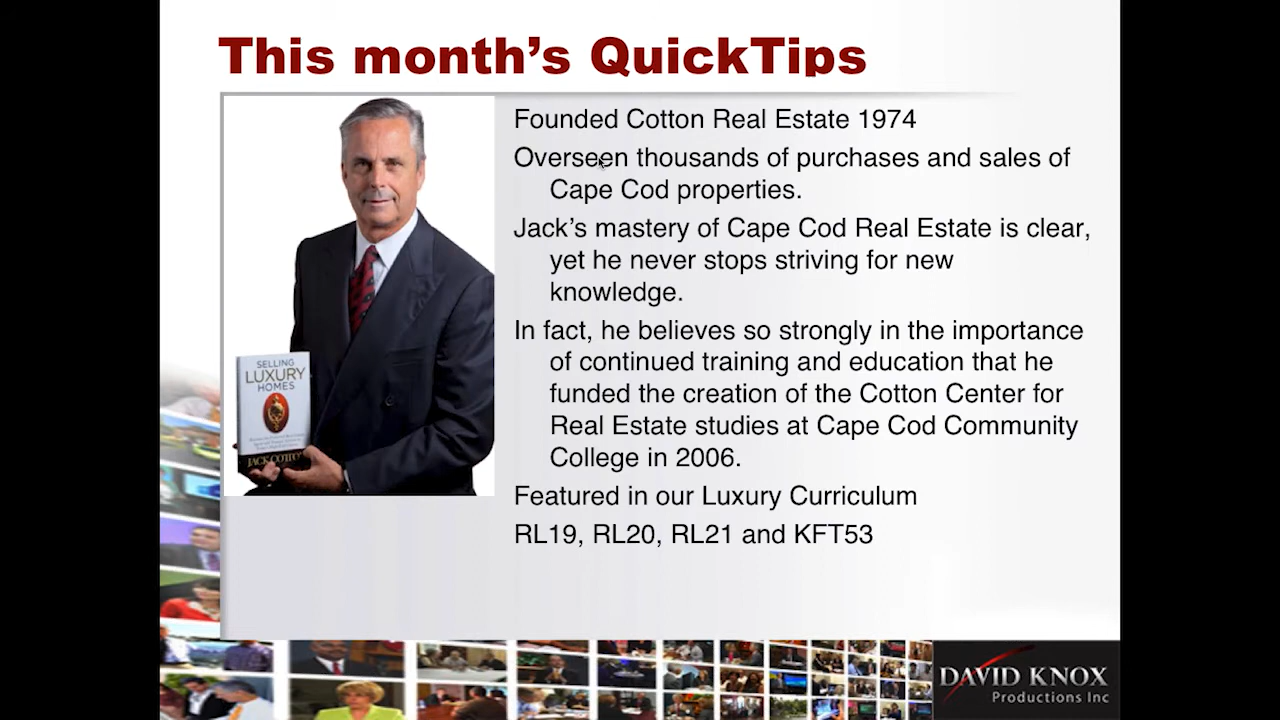 This month’s QuickTips
Founded Cotton Real Estate 1974
Overseen thousands of purchases and sales of
Cape Cod properties.
Jack’s mastery of Cape Cod Real Estate is clear,
yet he never stops striving for new
knowledge.
In fact, he believes so strongly in the importance
of continued training and education that he
funded the creation of the Cotton Center for
Real Estate studies at Cape Cod Community
College in 2006.
Featured in our Luxury Curriculum
RL19, RL20, RL21 and KFT53
SELLING
LUXURY
HOMES
JACK COTTON
DAVID KNOX
Productions Inc